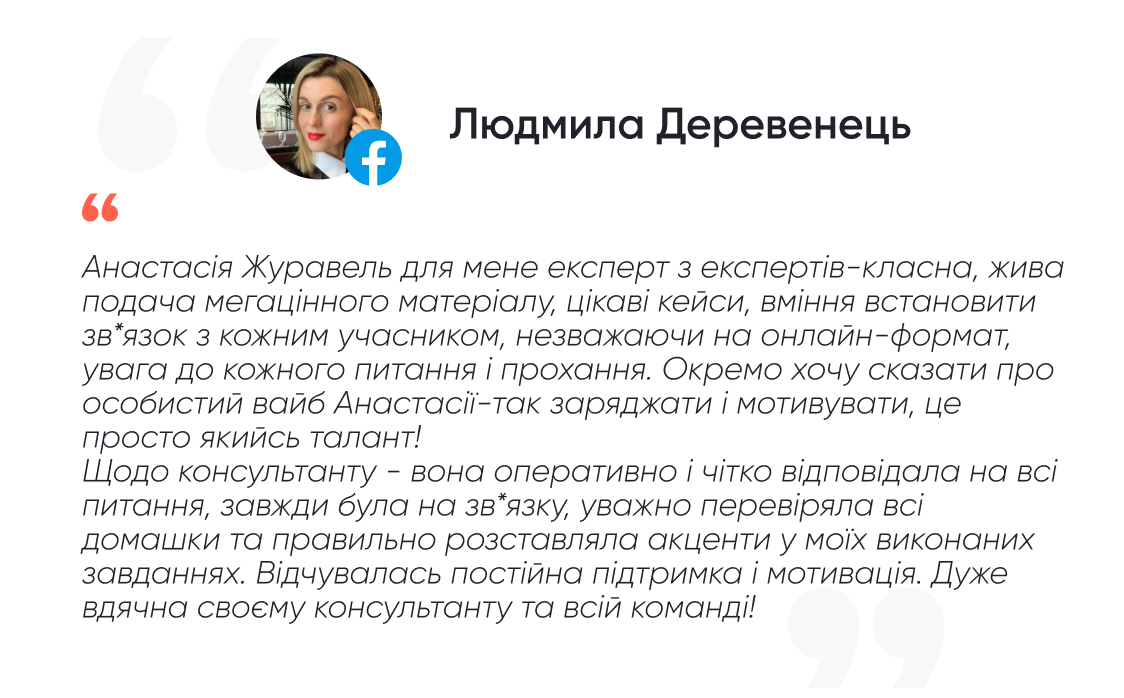 Людмила Деревенець
Анастасія Журавель для мене експерт з експертів-класна, жива
подача мегацінного матеріалу, цікаві кейси, вміння встановити
зв*язок з кожним учасником, незважаючи на онлайн-формат,
увага до кожного питання і прохання. Окремо хочу сказати про
особистий вайб Анастасії-так заряджати і мотивувати, це
просто якийсь талант!
Щодо консультанту - вона оперативно і чітко відповідала на всі
питання, завжди була на зв*язку, уважно перевіряла всі
домашки та правильно розставляла акценти у моїх виконаних
завданнях. Відчувалась постійна підтримка і мотивація. Дуже
вдячна своєму консультанту та всій команді!